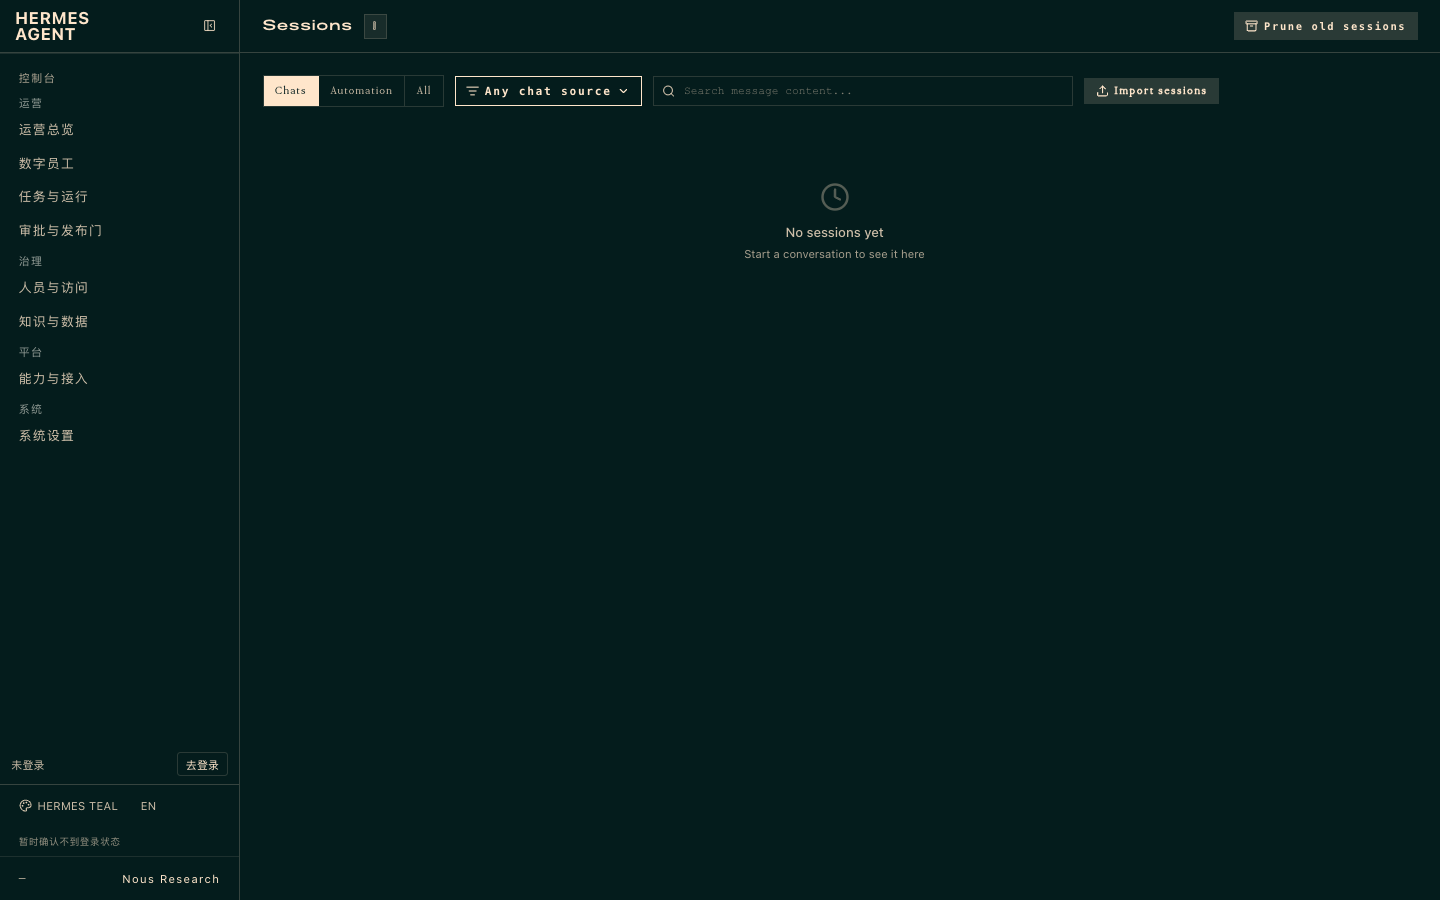 HERMES
AGENT
控制台
运营
运营总览
数字员工
任务与运行
审批与发布门
治理
人员与访问
知识与数据
平台
能力与接入
系统
系统设置
未登录
去登录
HERMES TEAL
EN
暂时确认不到登录状态
—
Nous Research
Sessions
Prune old sessions
Chats
Automation
All
Any chat source
Search message content...
Import sessions
No sessions yet
Start a conversation to see it here